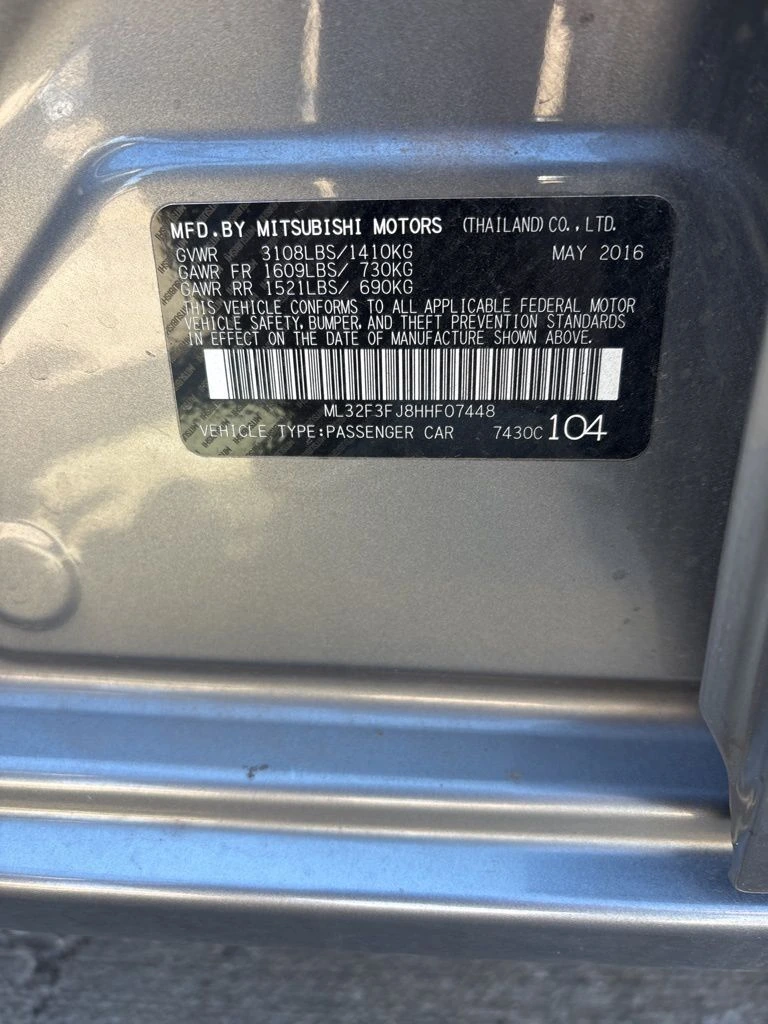 MFD.BY MITSUBISHI MOTORS (THAILAND) CO., LTD.
GVWR 3108LBS/1410KG MAY 2016
GAWR FR 1609LBS/ 730KG
GAWR RR 1521LBS/ 690KG
THIS VEHICLE CONFORMS TO ALL APPLICABLE FEDERAL MOTOR
VEHICLE SAFETY, BUMPER, AND THEFT PREVENTION STANDARDS
IN EFFECT ON THE DATE OF MANUFACTURE SHOWN ABOVE.
ML32F3FJ8HHF07448
VEHICLE TYPE:PASSENGER CAR 7430C 104